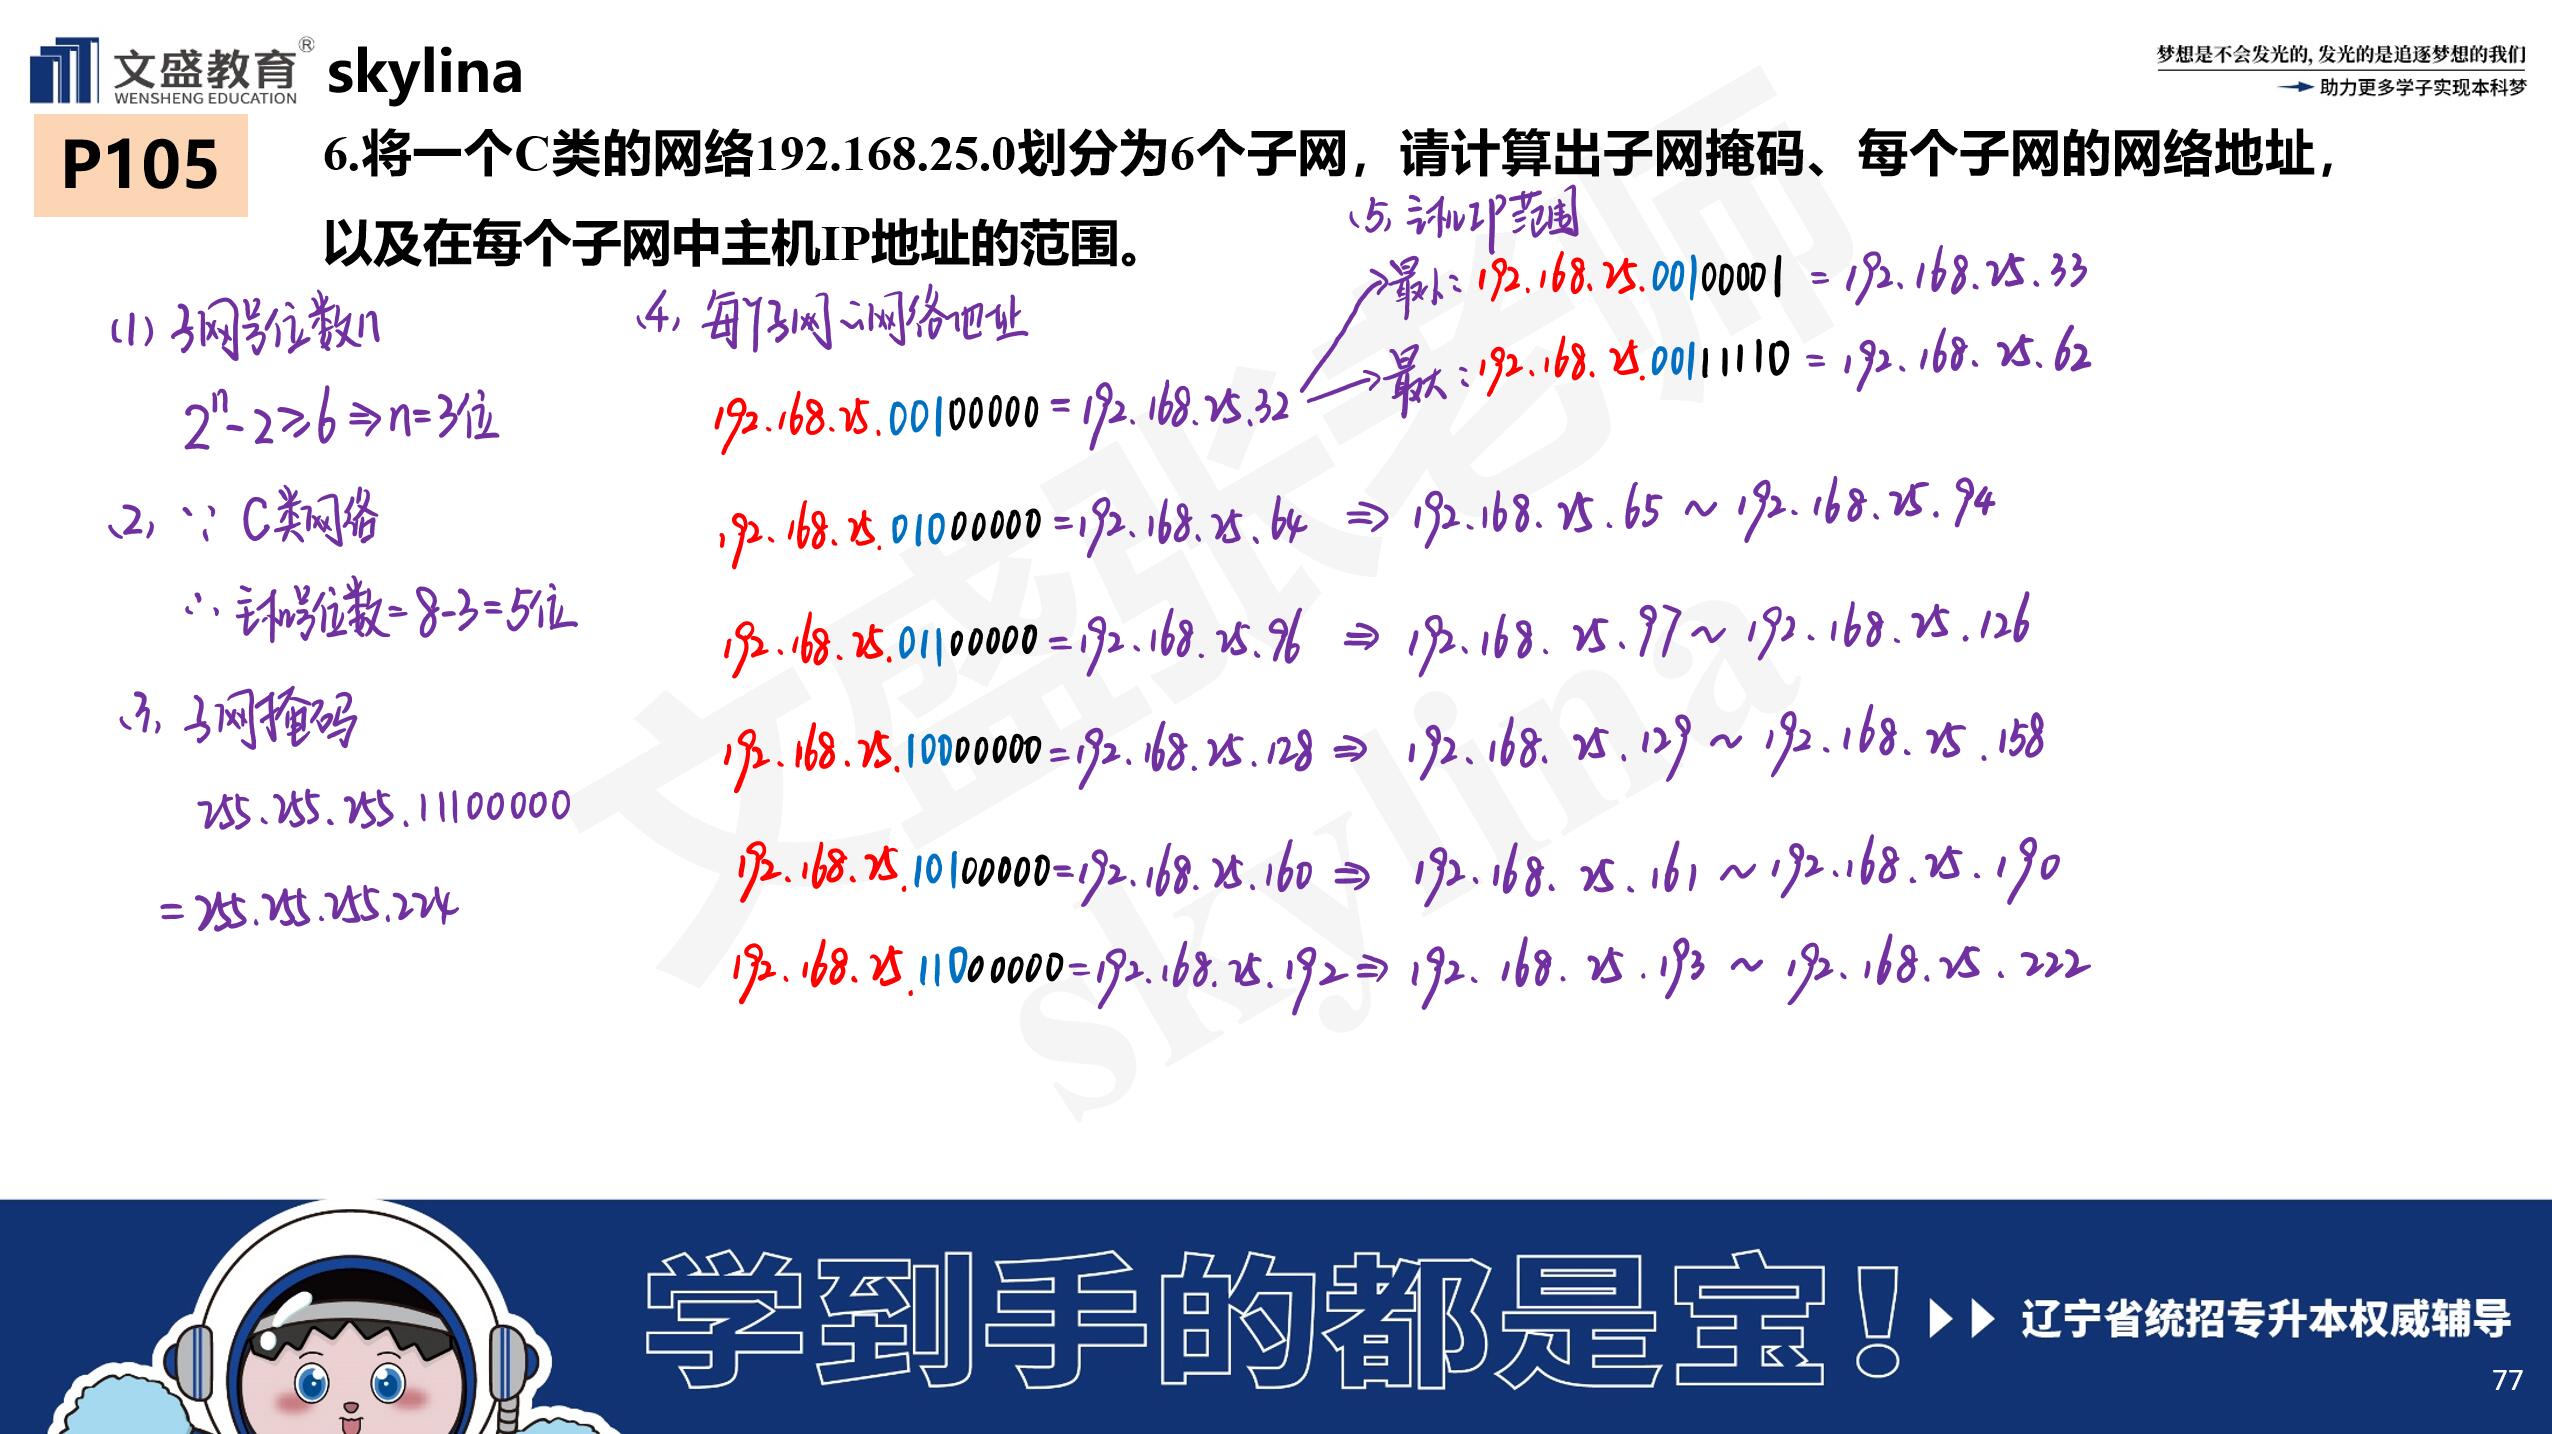 文盛教育®
WENSHENG EDUCATION
skylina
梦想是不会发光的, 发光的是追逐梦想的我们
助力更多学子实现本科梦
P105
6.将一个C类的网络192.168.25.0划分为6个子网，请计算出子网掩码、每个子网的网络地址，
以及在每个子网中主机IP地址的范围。
(1) 子网号位数n
2ⁿ-2≥6⇒n=3位
(2) ∵ C类网络
∴ 主机号位数=8-3=5位
(3) 子网掩码
255.255.255.11100000
=255.255.255.224
(4) 每个子网的网络地址
192.168.25.00100000=192.168.25.32
(5) 主机IP范围
最小: 192.168.25.00100001 = 192.168.25.33
最大: 192.168.25.00111110 = 192.168.25.62
192.168.25.01000000=192.168.25.64 ⇒ 192.168.25.65 ~ 192.168.25.94
192.168.25.01100000=192.168.25.96 ⇒ 192.168.25.97 ~ 192.168.25.126
192.168.25.10000000=192.168.25.128 ⇒ 192.168.25.129 ~ 192.168.25.158
192.168.25.10100000=192.168.25.160 ⇒ 192.168.25.161 ~ 192.168.25.190
192.168.25.11000000=192.168.25.192 ⇒ 192.168.25.193 ~ 192.168.25.222
文盛张老师
skylina
学到手的都是宝！
辽宁省统招专升本权威辅导
77